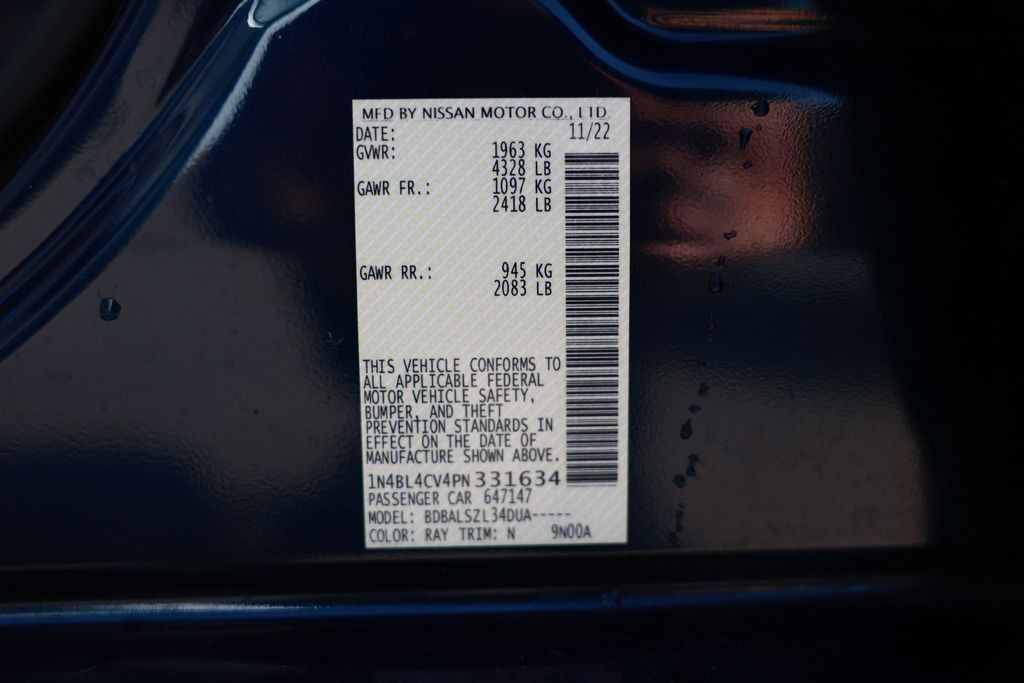 MFD BY NISSAN MOTOR CO., LTD.
DATE: 11/22
GVWR: 1963 KG
4328 LB
GAWR FR.: 1097 KG
2418 LB
GAWR RR.: 945 KG
2083 LB
THIS VEHICLE CONFORMS TO
ALL APPLICABLE FEDERAL
MOTOR VEHICLE SAFETY,
BUMPER, AND THEFT
PREVENTION STANDARDS IN
EFFECT ON THE DATE OF
MANUFACTURE SHOWN ABOVE.
1N4BL4CV4PN 331634
PASSENGER CAR 647147
MODEL: BDBALSZL34DUA-----
COLOR: RAY TRIM: N 9N00A